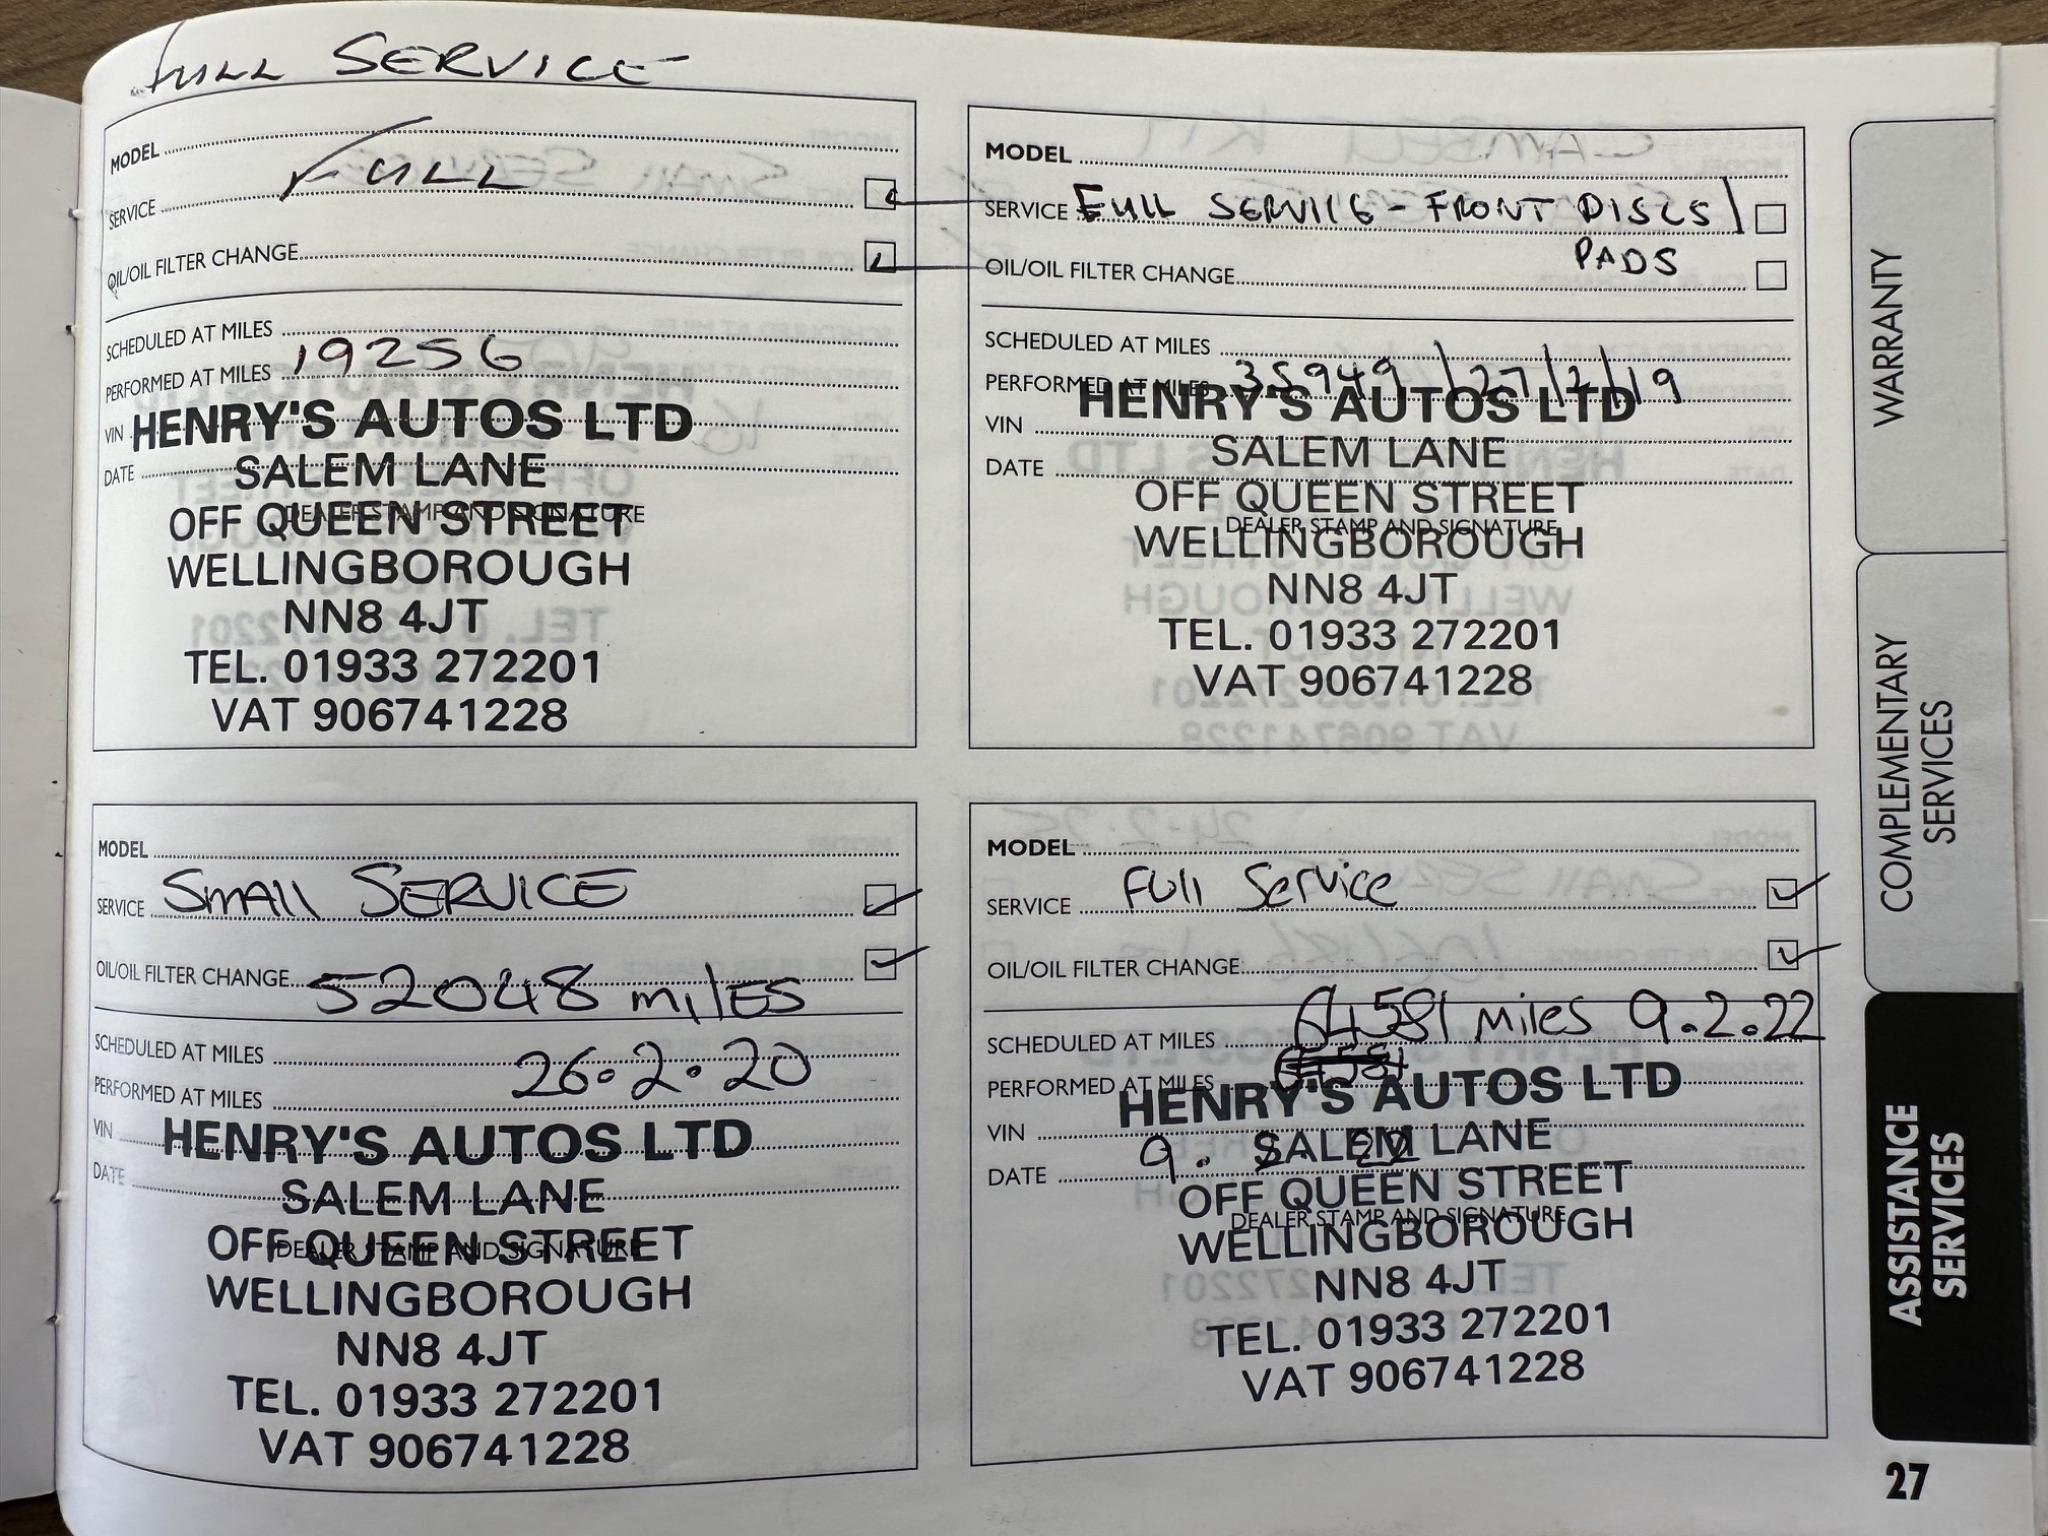 FULL SERVICE
MODEL
FULL
SERVICE
OIL/OIL FILTER CHANGE
SCHEDULED AT MILES
19256
PERFORMED AT MILES
VIN HENRY'S AUTOS LTD
DATE SALEM LANE
OFF QUEEN STREET
DEALER STAMP AND SIGNATURE
WELLINGBOROUGH
NN8 4JT
TEL. 01933 272201
VAT 906741228
MODEL
SERVICE FULL SERVICE - FRONT DISCS/
PADS
OIL/OIL FILTER CHANGE
SCHEDULED AT MILES
PERFORMED AT MILES 35949 /27/2/19
HENRY'S AUTOS LTD
VIN
SALEM LANE
DATE
OFF QUEEN STREET
DEALER STAMP AND SIGNATURE
WELLINGBOROUGH
NN8 4JT
TEL. 01933 272201
VAT 906741228
MODEL
SERVICE SMAll SERVICE
OIL/OIL FILTER CHANGE 52048 milES
SCHEDULED AT MILES
26.2.20
PERFORMED AT MILES
VIN HENRY'S AUTOS LTD
DATE
SALEM LANE
OFF QUEEN STREET
DEALER STAMP AND SIGNATURE
WELLINGBOROUGH
NN8 4JT
TEL. 01933 272201
VAT 906741228
MODEL
SERVICE Full Service
OIL/OIL FILTER CHANGE
SCHEDULED AT MILES 64581 Miles 9.2.22
PERFORMED AT MILES
HENRY'S AUTOS LTD
VIN
SALEM LANE
DATE 9. 2 22
OFF QUEEN STREET
DEALER STAMP AND SIGNATURE
WELLINGBOROUGH
NN8 4JT
TEL. 01933 272201
VAT 906741228
WARRANTY
COMPLEMENTARY
SERVICES
ASSISTANCE
SERVICES
27